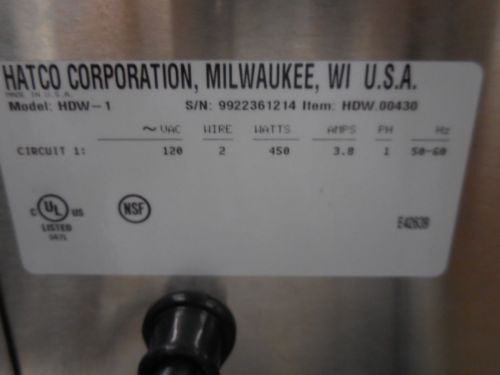 HATCO CORPORATION, MILWAUKEE, WI U.S.A.
MADE IN U.S.A.
Model: HDW-1 S/N: 9922361214 Item: HDW.00430
~ VAC WIRE WATTS AMPS PH Hz
CIRCUIT 1: 120 2 450 3.8 1 50-60
C UL US NSF
LISTED
E42639